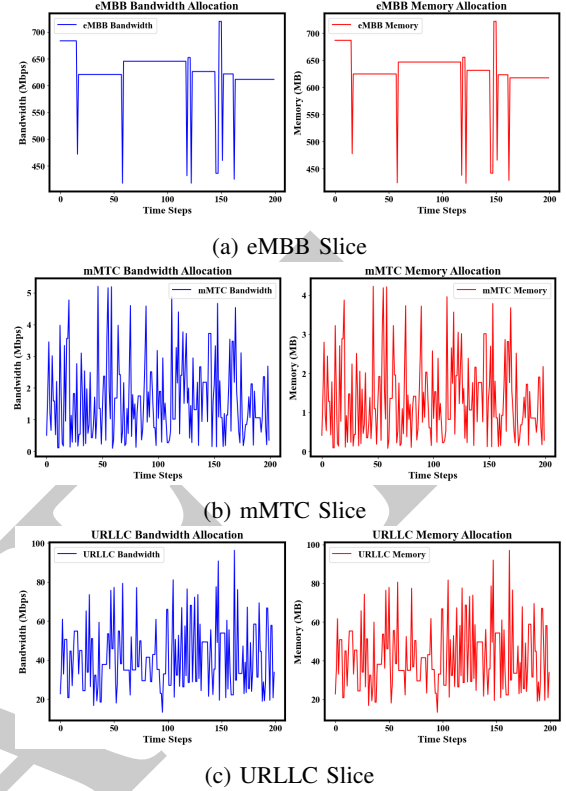 eMBB Bandwidth Allocation
eMBB Bandwidth
Bandwidth (Mbps)
700
650
600
550
500
450
0 50 100 150 200
Time Steps
eMBB Memory Allocation
eMBB Memory
Memory (MB)
700
650
600
550
500
450
0 50 100 150 200
Time Steps
(a) eMBB Slice
mMTC Bandwidth Allocation
mMTC Bandwidth
Bandwidth (Mbps)
5
4
3
2
1
0
0 50 100 150 200
Time Steps
mMTC Memory Allocation
mMTC Memory
Memory (MB)
4
3
2
1
0
0 50 100 150 200
Time Steps
(b) mMTC Slice
URLLC Bandwidth Allocation
URLLC Bandwidth
Bandwidth (Mbps)
100
80
60
40
20
0 50 100 150 200
Time Steps
URLLC Memory Allocation
URLLC Memory
Memory (MB)
100
80
60
40
20
0 50 100 150 200
Time Steps
(c) URLLC Slice